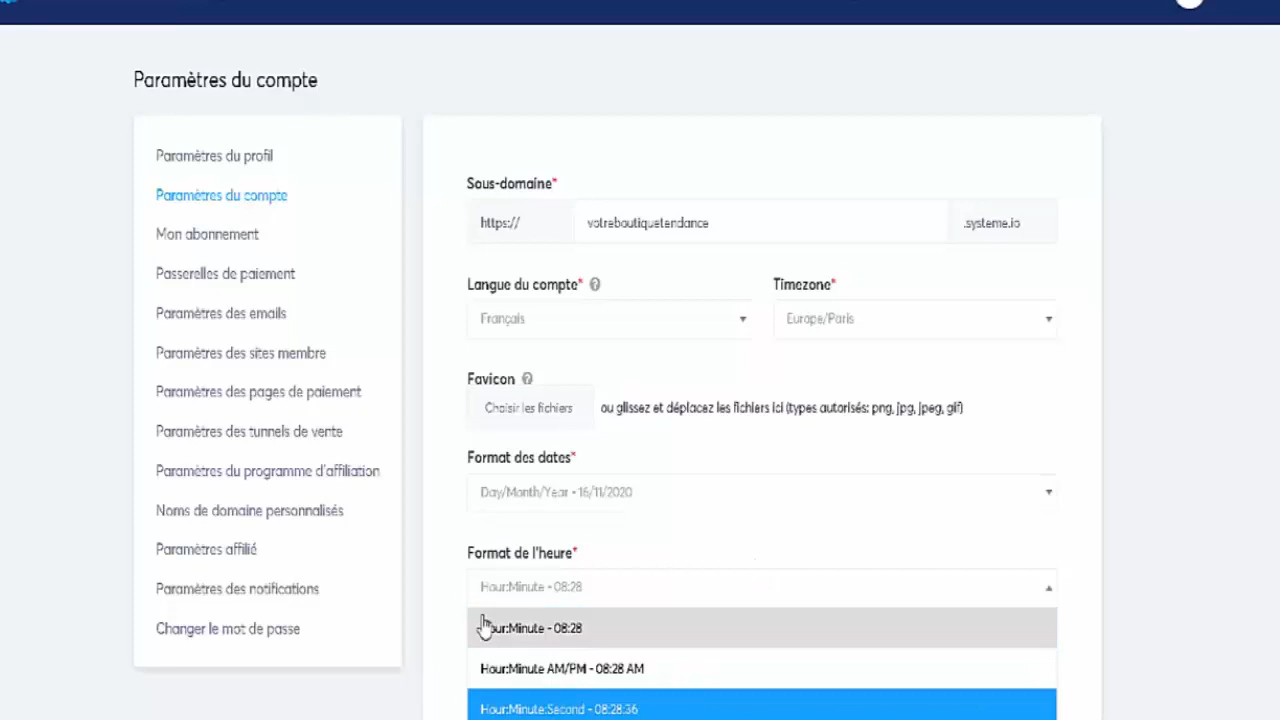 Paramètres du compte
Paramètres du profil
Paramètres du compte
Mon abonnement
Passerelles de paiement
Paramètres des emails
Paramètres des sites membre
Paramètres des pages de paiement
Paramètres des tunnels de vente
Paramètres du programme d'affiliation
Noms de domaine personnalisés
Paramètres affilié
Paramètres des notifications
Changer le mot de passe
Sous-domaine*
https:// votreboutiquetendance .systeme.io
Langue du compte* Timezone*
Français Europe/Paris
Favicon
Choisir les fichiers ou glissez et déplacez les fichiers ici (types autorisés: png, jpg, jpeg, gif)
Format des dates*
Day/Month/Year - 16/11/2020
Format de l'heure*
Hour:Minute - 08:28
Hour:Minute - 08:28
Hour:Minute AM/PM - 08:28 AM
Hour:Minute:Second - 08:28:36